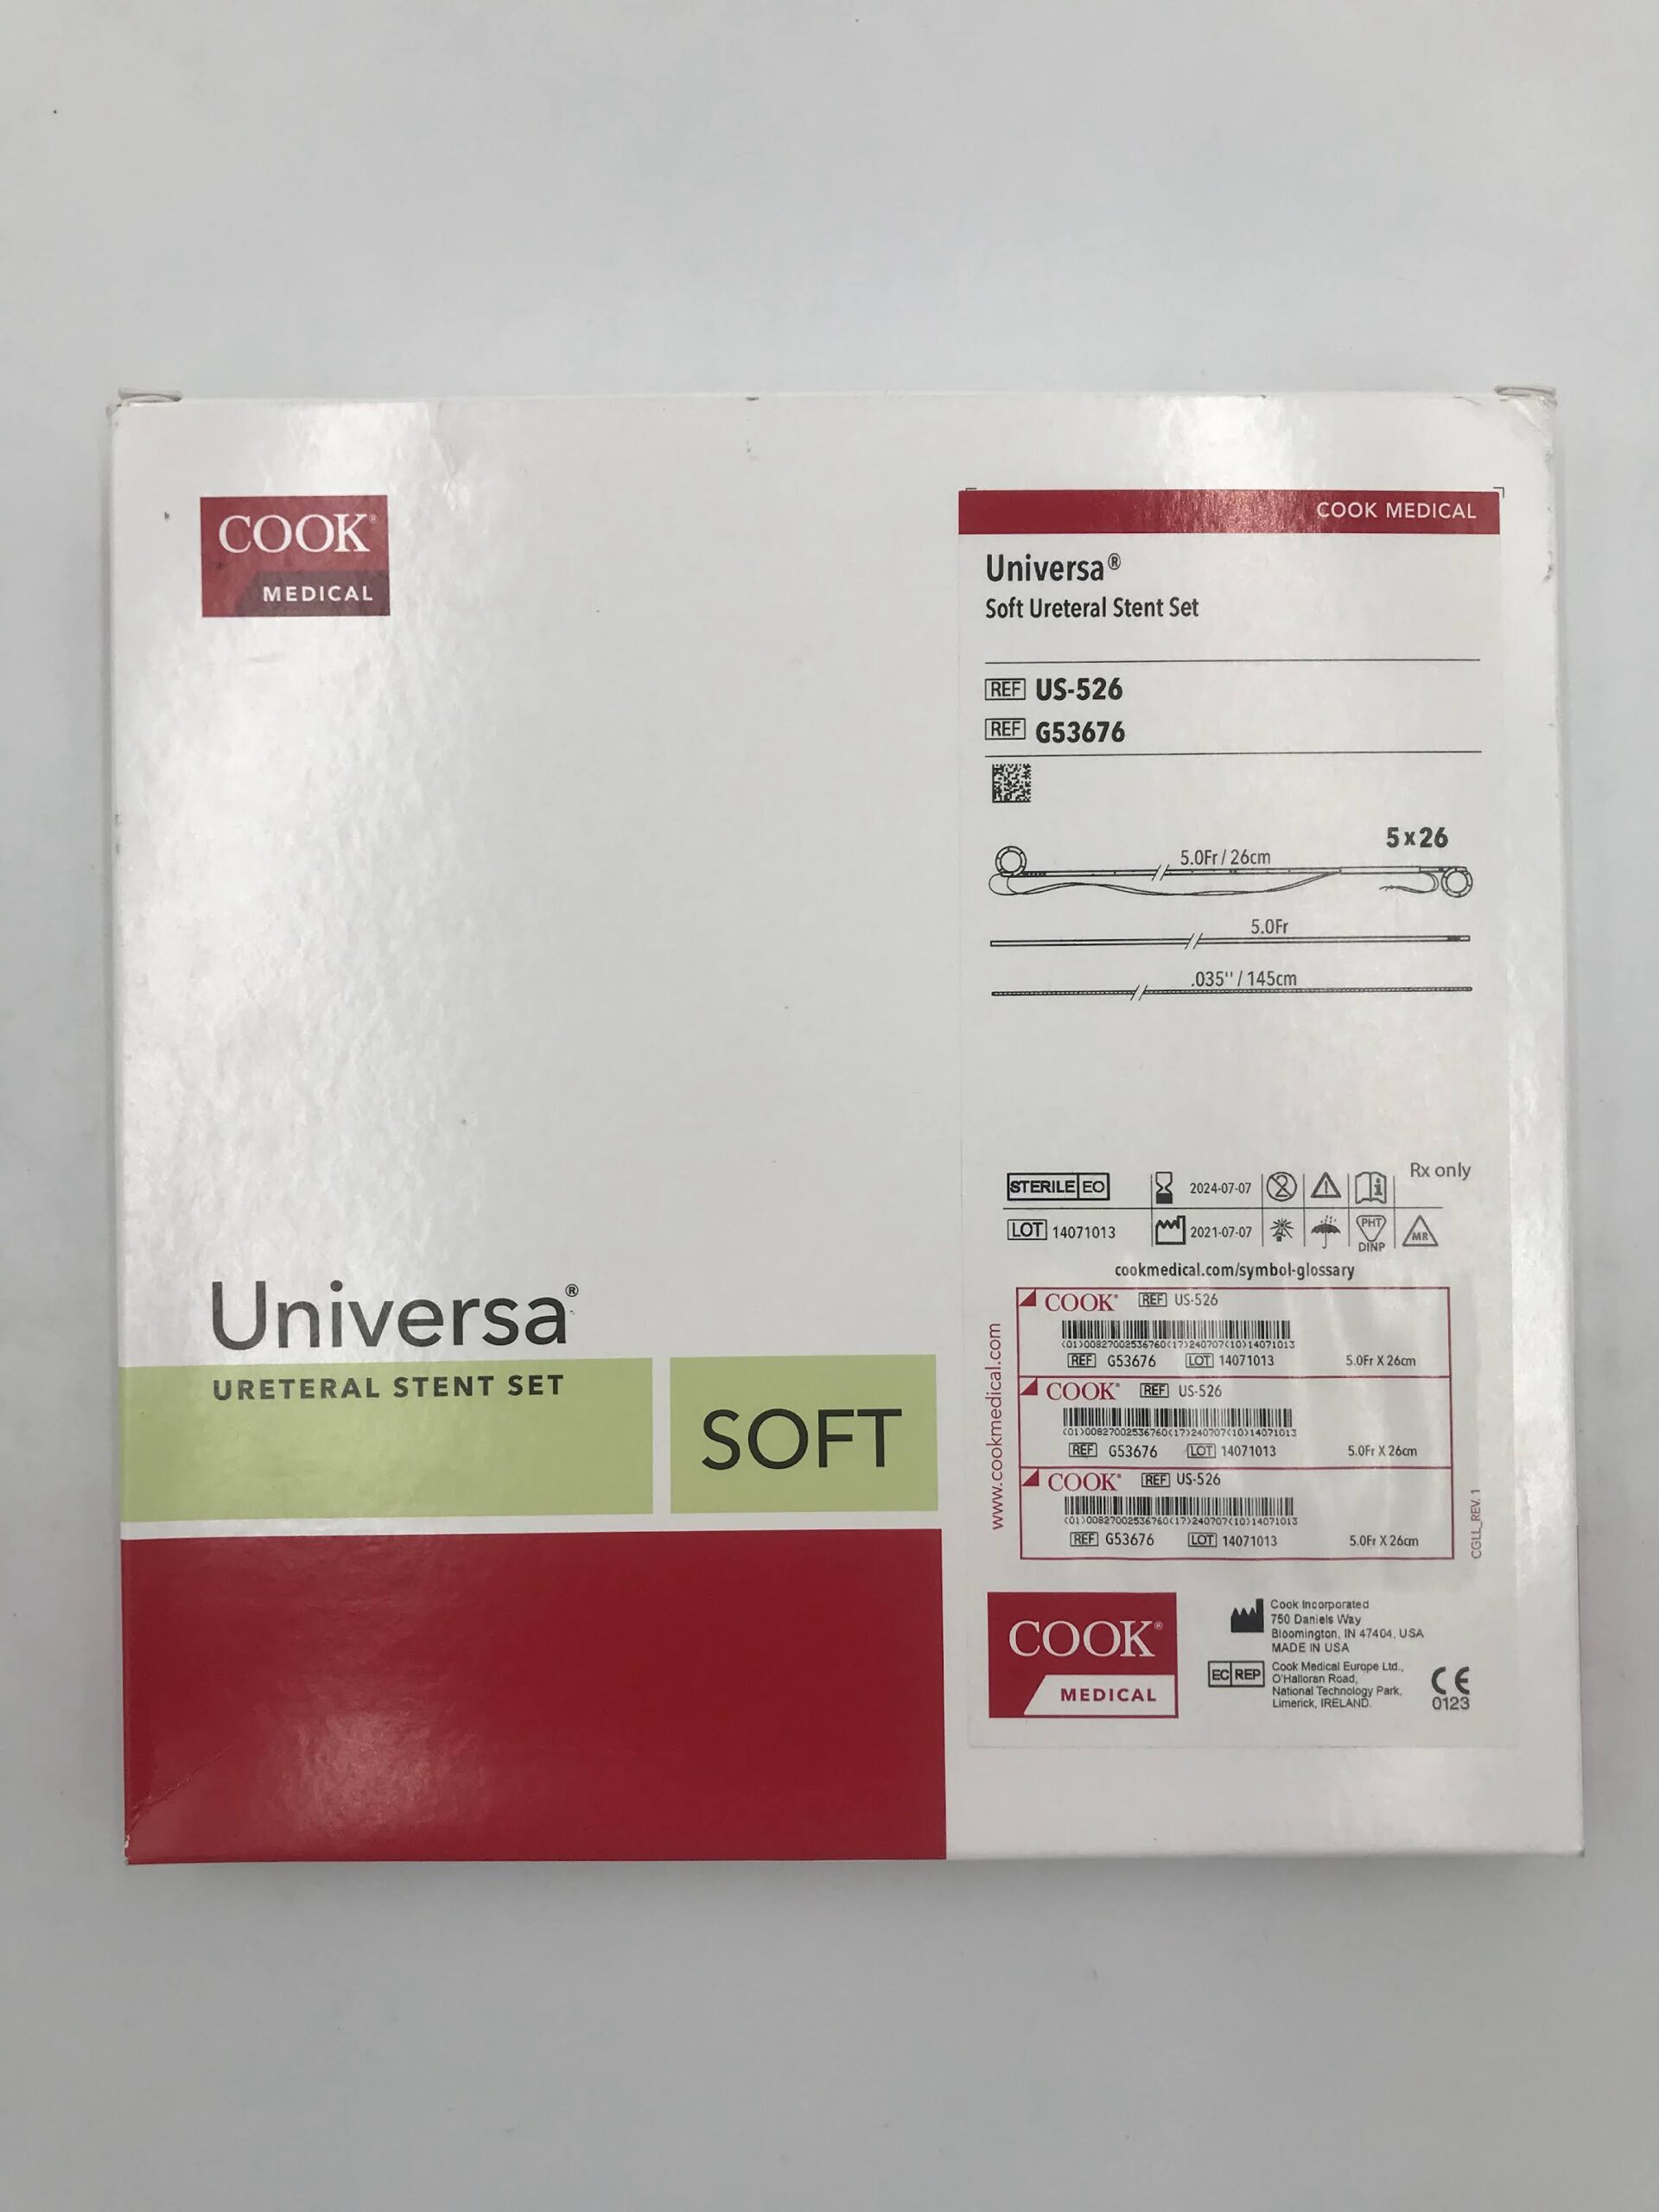 COOK®
MEDICAL
Universa®
URETERAL STENT SET
SOFT
COOK MEDICAL
Universa®
Soft Ureteral Stent Set
REF US-526
REF G53676
5x26
5.0Fr / 26cm
5.0Fr
.035'' / 145cm
Rx only
STERILE EO 2024-07-07
LOT 14071013 2021-07-07 PHT
DINP
MR
cookmedical.com/symbol-glossary
www.cookmedical.com
COOK® REF US-526
(01)00827002536760(17)240707(10)14071013
REF G53676 LOT 14071013 5.0Fr X 26cm
COOK® REF US-526
(01)00827002536760(17)240707(10)14071013
REF G53676 LOT 14071013 5.0Fr X 26cm
COOK® REF US-526
(01)00827002536760(17)240707(10)14071013
REF G53676 LOT 14071013 5.0Fr X 26cm
CGLL_REV. 1
COOK®
MEDICAL
Cook Incorporated
750 Daniels Way
Bloomington, IN 47404, USA
MADE IN USA
EC REP Cook Medical Europe Ltd.,
O'Halloran Road,
National Technology Park,
Limerick, IRELAND.
CE
0123